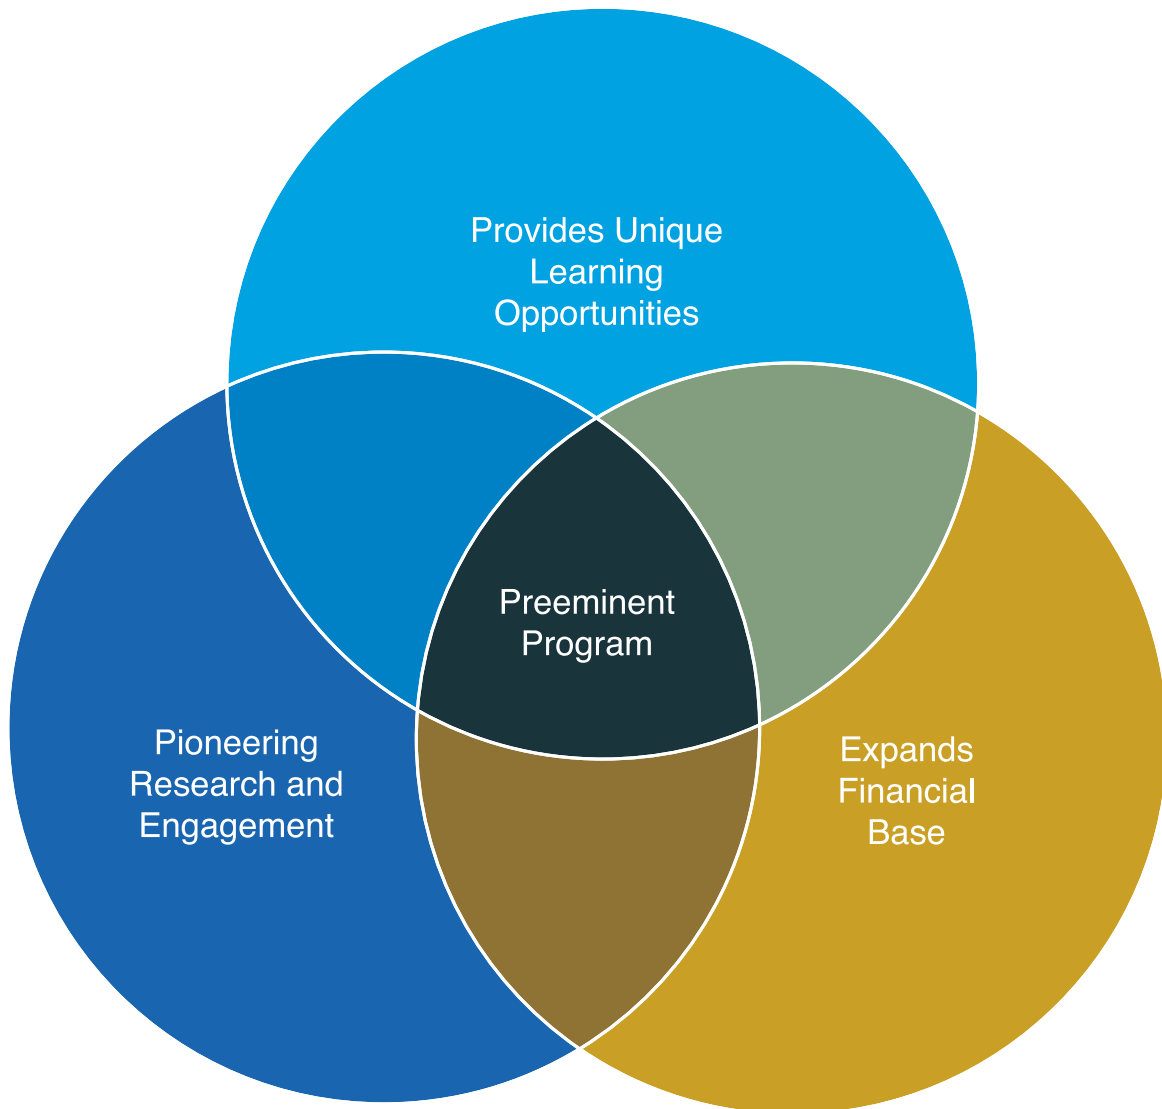 Provides Unique
Learning
Opportunities
Preeminent
Program
Pioneering
Research and
Engagement
Expands
Financial
Base